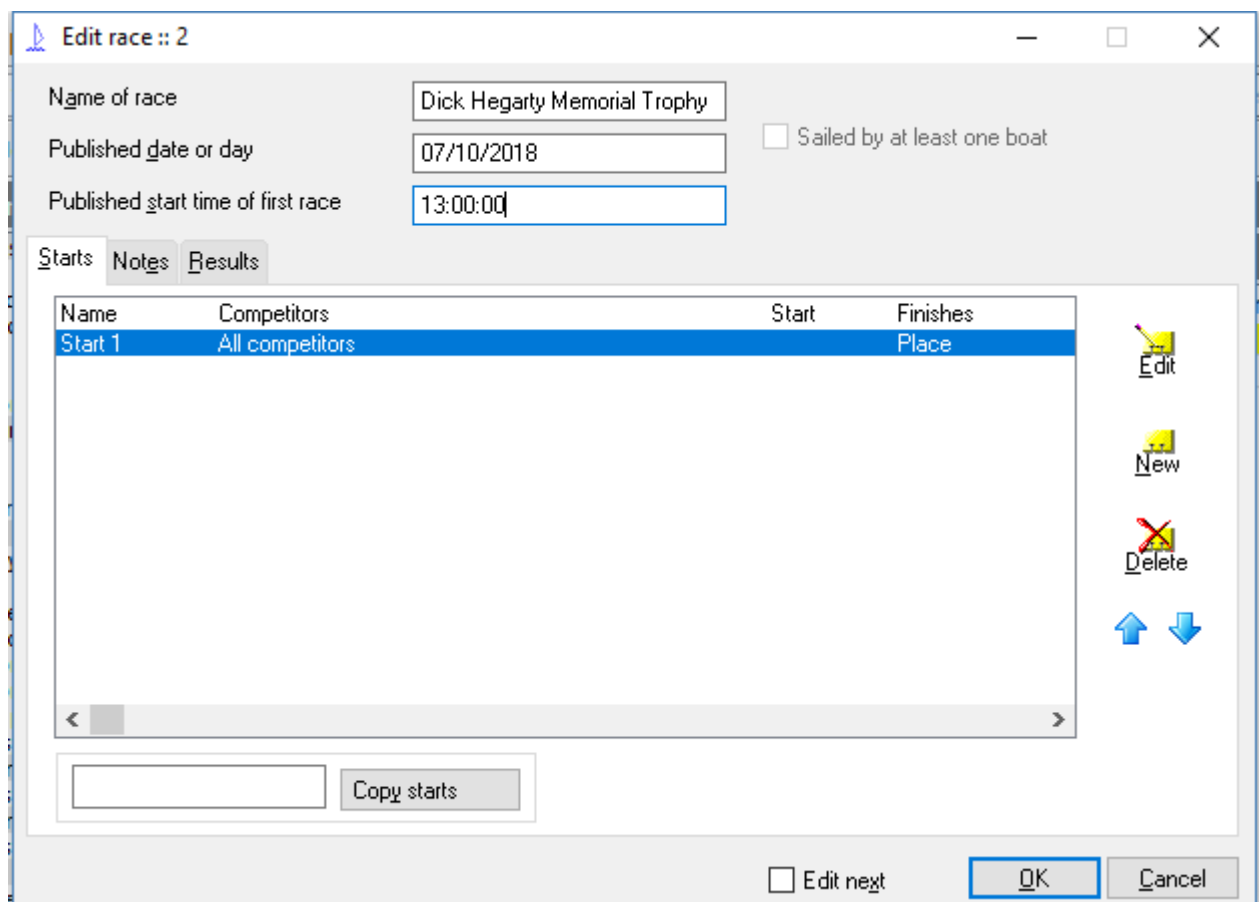 Edit race :: 2
Name of race Dick Hegarty Memorial Trophy
Published date or day 07/10/2018 Sailed by at least one boat
Published start time of first race 13:00:00
Starts Notes Results
Name Competitors Start Finishes
Start 1 All competitors Place
Edit
New
Delete
Copy starts
Edit next OK Cancel